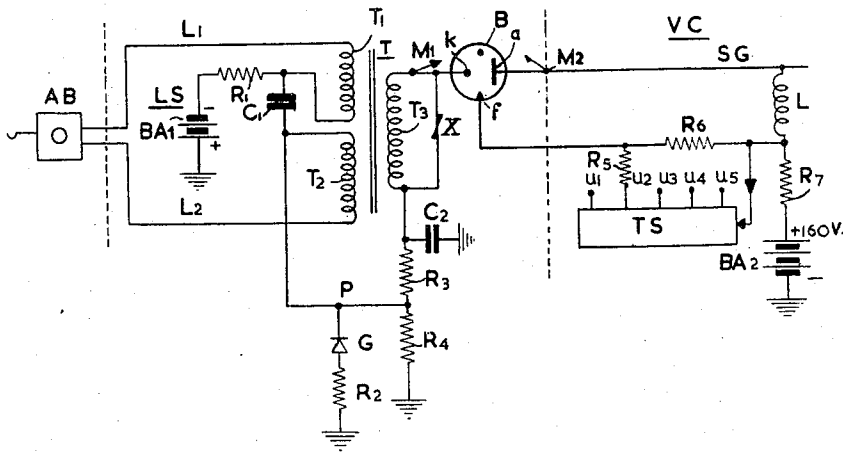 VC
L1
T1
T
M1
B
k
a
M2
SG
AB
LS
BA1
-
+
R1
C1
T2
T3
X
f
L
R6
R5
R7
u1
u2
u3
u4
u5
TS
+160V.
BA2
-
L2
C2
R3
P
G
R4
R2